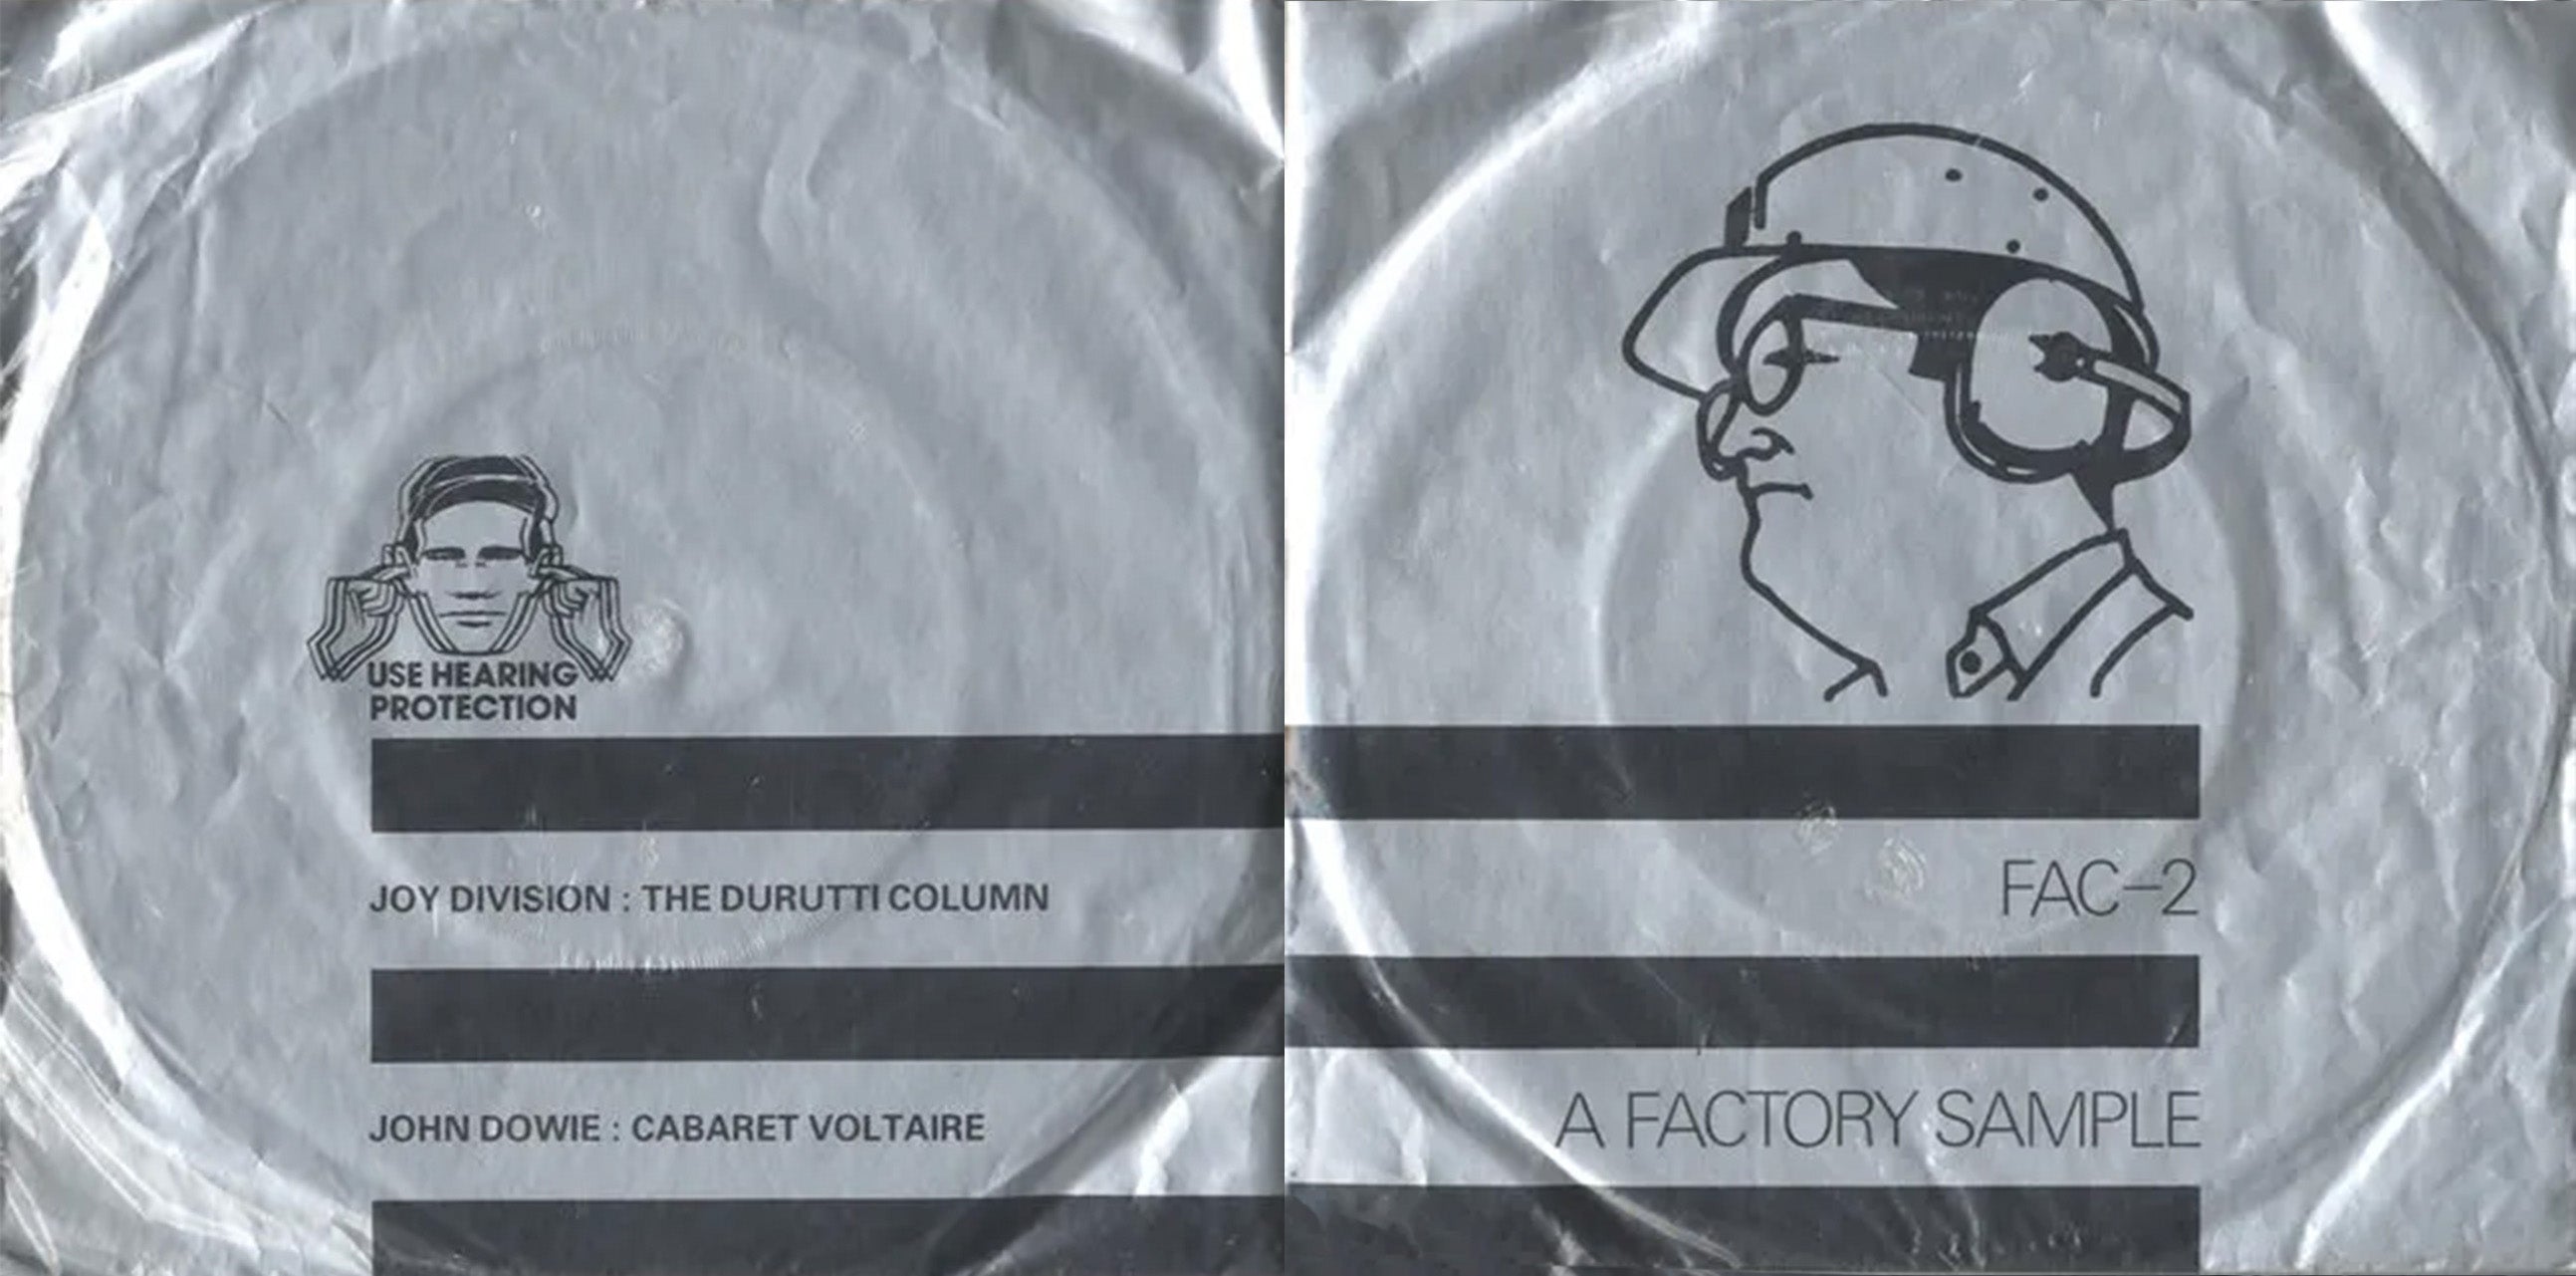 USE HEARING
PROTECTION
JOY DIVISION : THE DURUTTI COLUMN
JOHN DOWIE : CABARET VOLTAIRE
FAC–2
A FACTORY SAMPLE